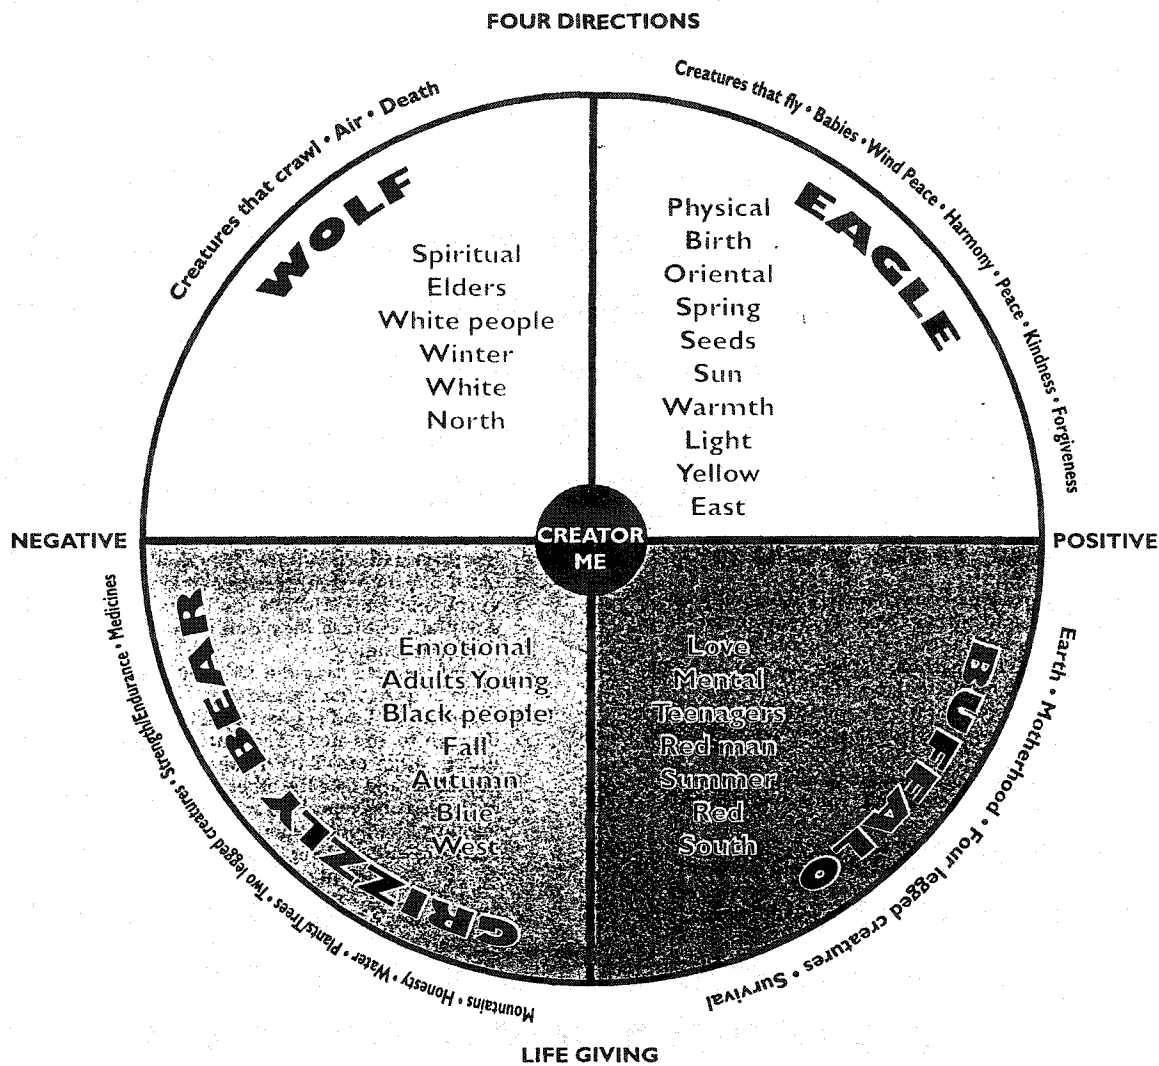 FOUR DIRECTIONS
Creatures that crawl • Air • Death
Creatures that fly • Babies • Wind Peace • Harmony • Peace • Kindness • Forgiveness
WOLF
Spiritual
Elders
White people
Winter
White
North
EAGLE
Physical
Birth
Oriental
Spring
Seeds
Sun
Warmth
Light
Yellow
East
NEGATIVE
CREATOR
ME
POSITIVE
GRIZZLY BEAR
Emotional
Adults Young
Black people
Fall
Autumn
Blue
West
BUFFALO
Love
Mental
Teenagers
Red man
Summer
Red
South
Mountains • Honesty • Water • Plants/Trees • Two legged creatures • Strength/Endurance • Medicines
Earth • Motherhood • Four legged creatures • Survival
LIFE GIVING